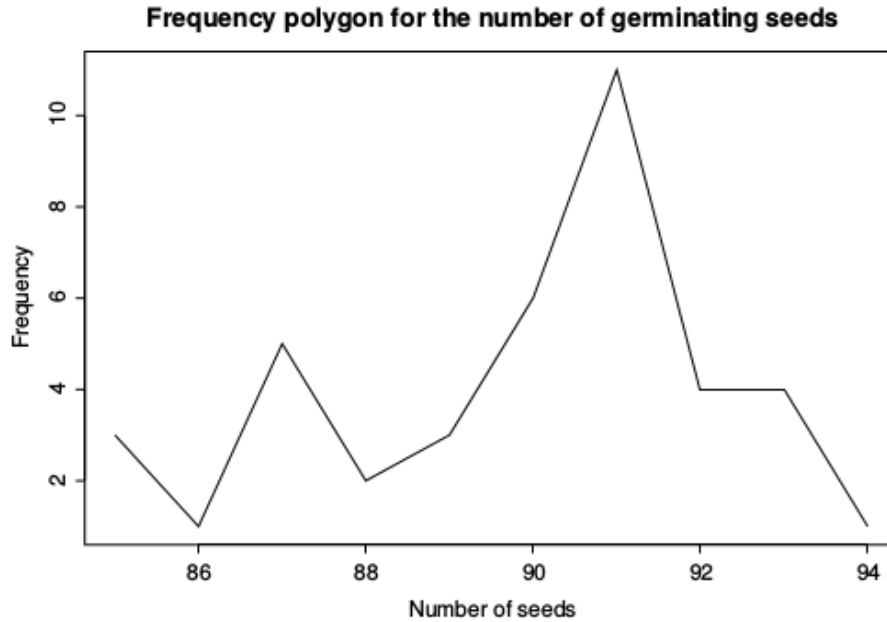 Frequency polygon for the number of germinating seeds
Frequency
10
8
6
4
2
86 88 90 92 94
Number of seeds